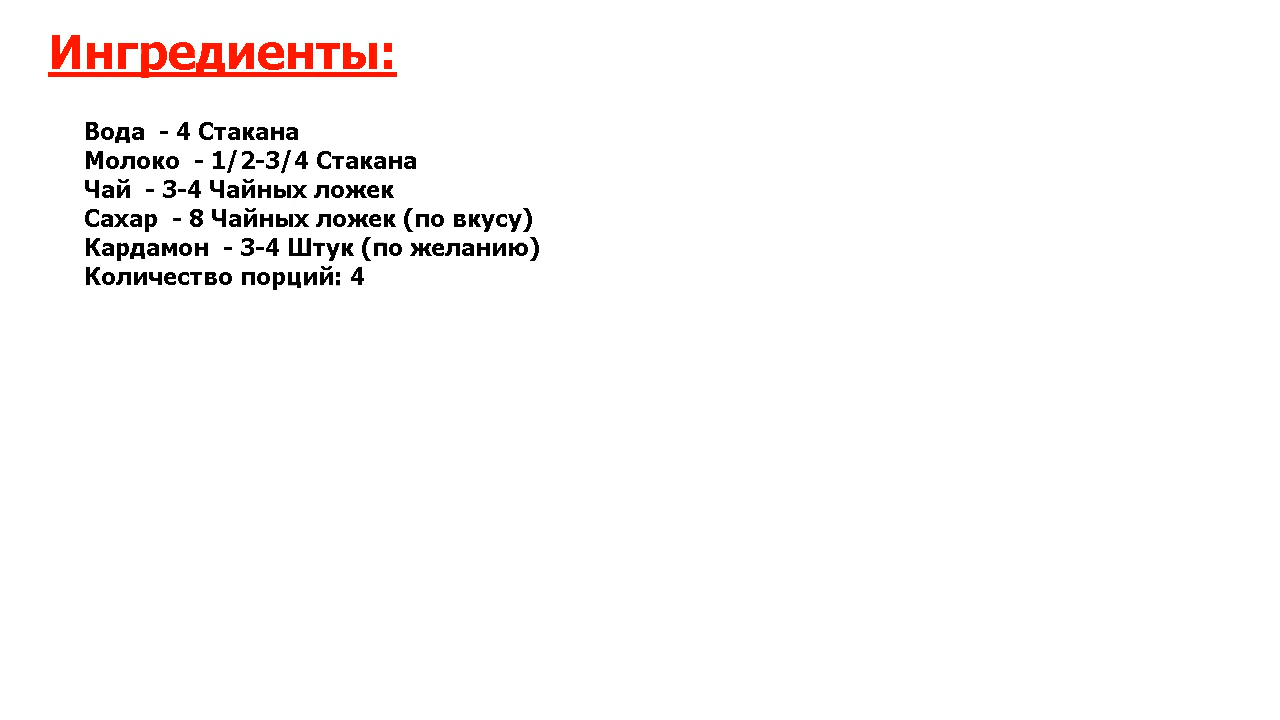 Ингредиенты:
Вода  - 4 Стакана
Молоко  - 1/2-3/4 Стакана
Чай  - 3-4 Чайных ложек
Сахар  - 8 Чайных ложек (по вкусу)
Кардамон  - 3-4 Штук (по желанию)
Количество порций: 4